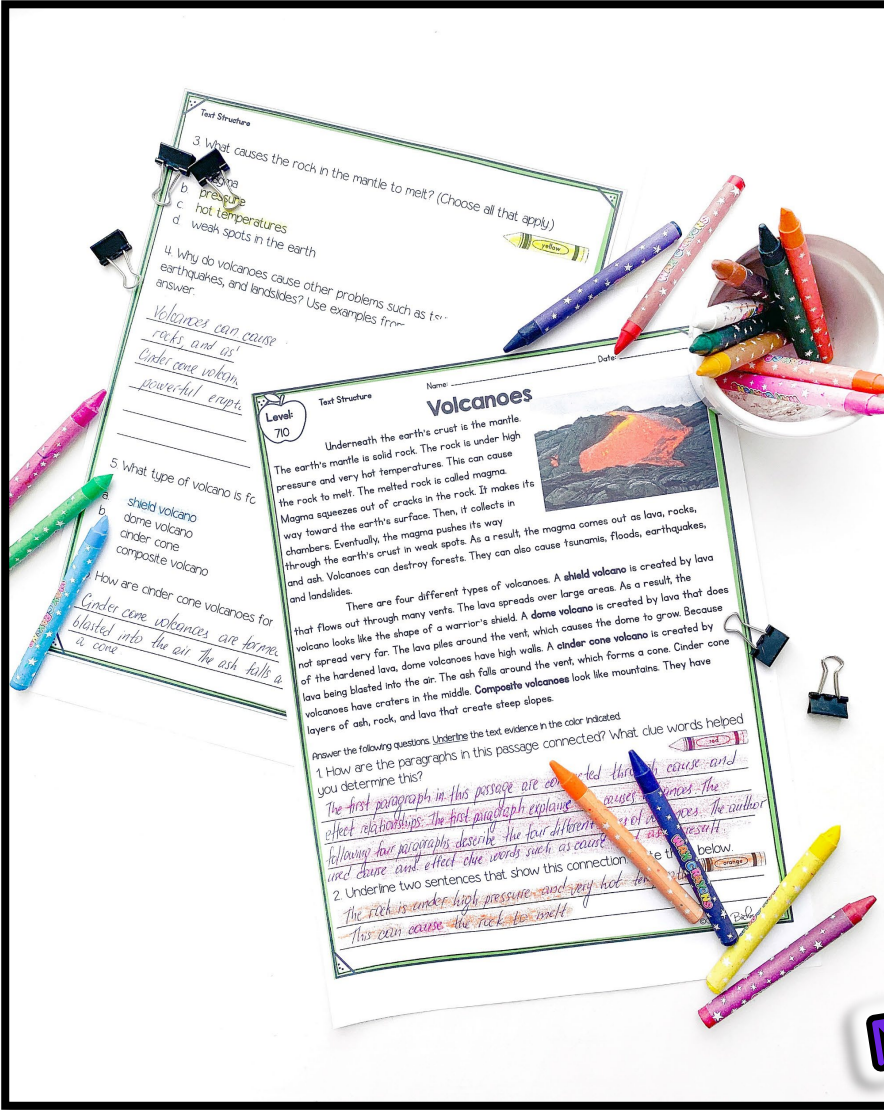 Text Structure
3. What causes the rock in the mantle to melt? (Choose all that apply)
b. pressure
c. hot temperatures
d. weak spots in the earth
yellow
4. Why do volcanoes cause other problems such as
earthquakes, and landslides? Use examples from
answer.
Volcanoes can cause
rocks, and
Cinder cone
powerful
5. What type of volcano is
a. shield volcano
b. dome volcano
cinder cone
composite volcano
How are cinder cone volcanoes for
Cinder cone volcanoes are formed
blasted into the air. The ash falls
a cone
Level:
710
Text Structure
Name:
Date:
Volcanoes
Underneath the earth's crust is the mantle.
The earth's mantle is solid rock. The rock is under high
pressure and very hot temperatures. This can cause
the rock to melt. The melted rock is called magma.
Magma squeezes out of cracks in the rock. It makes its
way toward the earth's surface. Then, it collects in
chambers. Eventually, the magma pushes its way
through the earth's crust in weak spots. As a result, the magma comes out as lava, rocks,
and ash. Volcanoes can destroy forests. They can also cause tsunamis, floods, earthquakes,
and landslides.
There are four different types of volcanoes. A shield volcano is created by lava
that flows out through many vents. The lava spreads over large areas. As a result, the
volcano looks like the shape of a warrior's shield. A dome volcano is created by lava that does
not spread very far. The lava piles around the vent, which causes the dome to grow. Because
of the hardened lava, dome volcanoes have high walls. A cinder cone volcano is created by
lava being blasted into the air. The ash falls around the vent, which forms a cone. Cinder cone
volcanoes have craters in the middle. Composite volcanoes look like mountains. They have
layers of ash, rock, and lava that create steep slopes.
Answer the following questions. Underline the text evidence in the color indicated.
1. How are the paragraphs in this passage connected? What clue words helped
you determine this?
red
The first paragraph in this passage are connected through cause and
effect relationships. The first paragraph explains causes volcanoes. The
following four paragraphs describe the four different of volcanoes. The author
used cause and effect clue words such as cause as result.
2. Underline two sentences that show this connection. below.
orange
The rock is under high pressure and very hot
This can cause the rock to melt
WAX CRAYONS